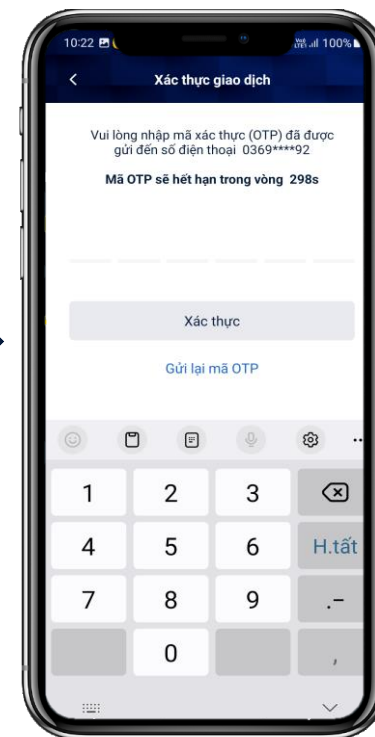 10:22 100%
Xác thực giao dịch
Vui lòng nhập mã xác thực (OTP) đã được
gửi đến số điện thoại 0369****92
Mã OTP sẽ hết hạn trong vòng 298s
Xác thực
Gửi lại mã OTP
1 2 3
4 5 6 H.tất
7 8 9 .–
0 ,